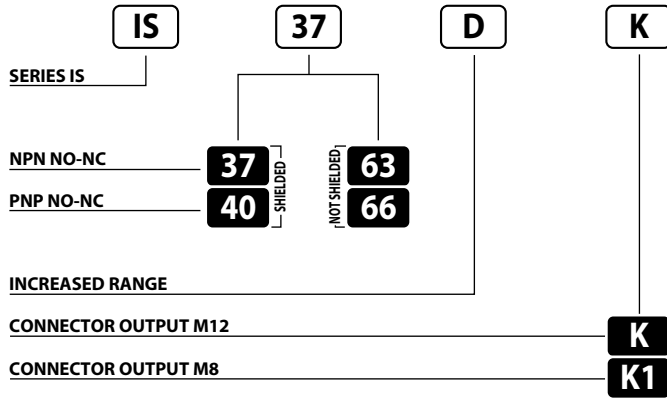 IS 37 D K
SERIES IS
NPN NO-NC 37 SHIELDED NOT SHIELDED 63
PNP NO-NC 40 66
INCREASED RANGE
CONNECTOR OUTPUT M12 K
CONNECTOR OUTPUT M8 K1